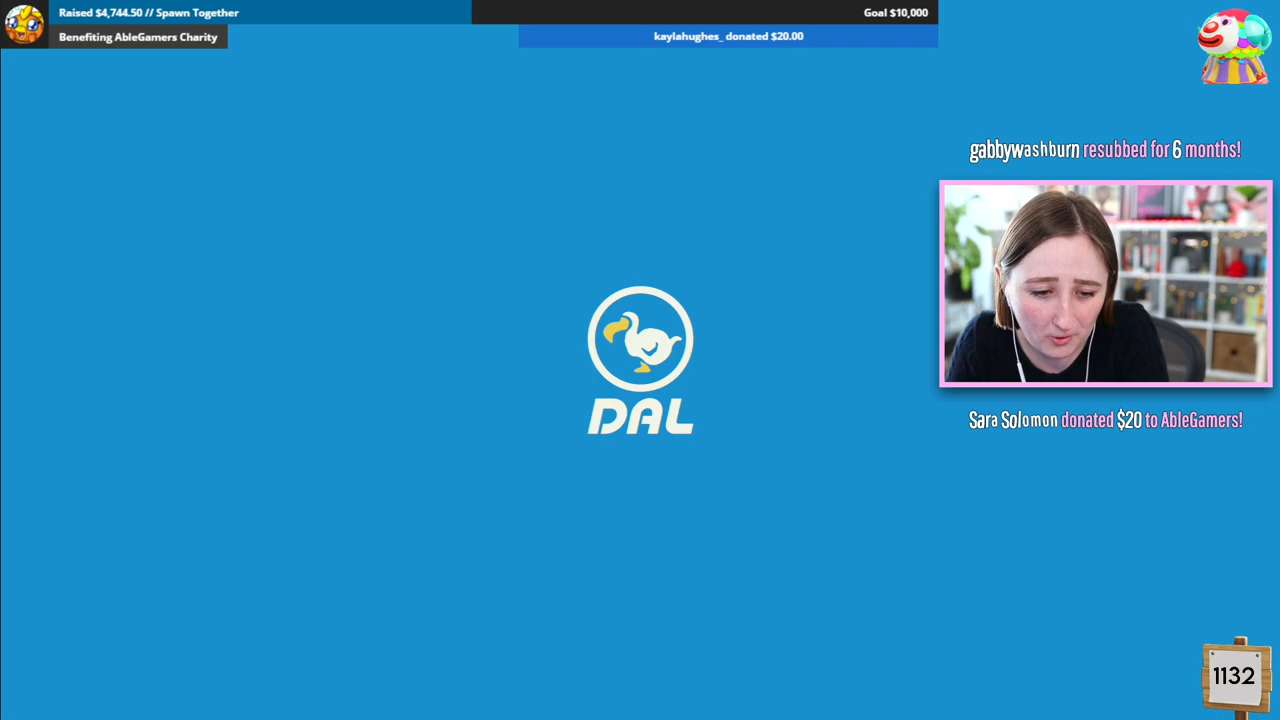 Raised $4,744.50 // Spawn Together
Goal $10,000
Benefiting AbleGamers Charity
kaylahughes_ donated $20.00
gabbywashburn resubbed for 6 months!
DAL
Sara Solomon donated $20 to AbleGamers!
1132